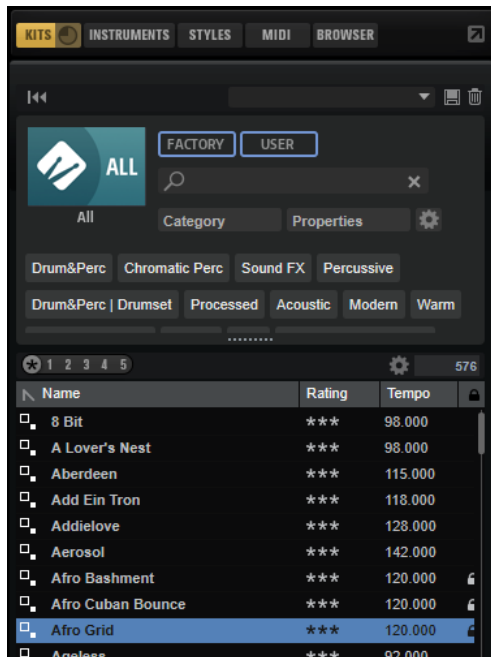 KITS INSTRUMENTS STYLES MIDI BROWSER
ALL FACTORY USER
All Category Properties
Drum&Perc Chromatic Perc Sound FX Percussive
Drum&Perc | Drumset Processed Acoustic Modern Warm
1 2 3 4 5 576
Name Rating Tempo
8 Bit *** 98.000
A Lover's Nest *** 98.000
Aberdeen *** 115.000
Add Ein Tron *** 118.000
Addielove *** 128.000
Aerosol *** 142.000
Afro Bashment *** 120.000
Afro Cuban Bounce *** 120.000
Afro Grid *** 120.000
Ageless *** 92.000